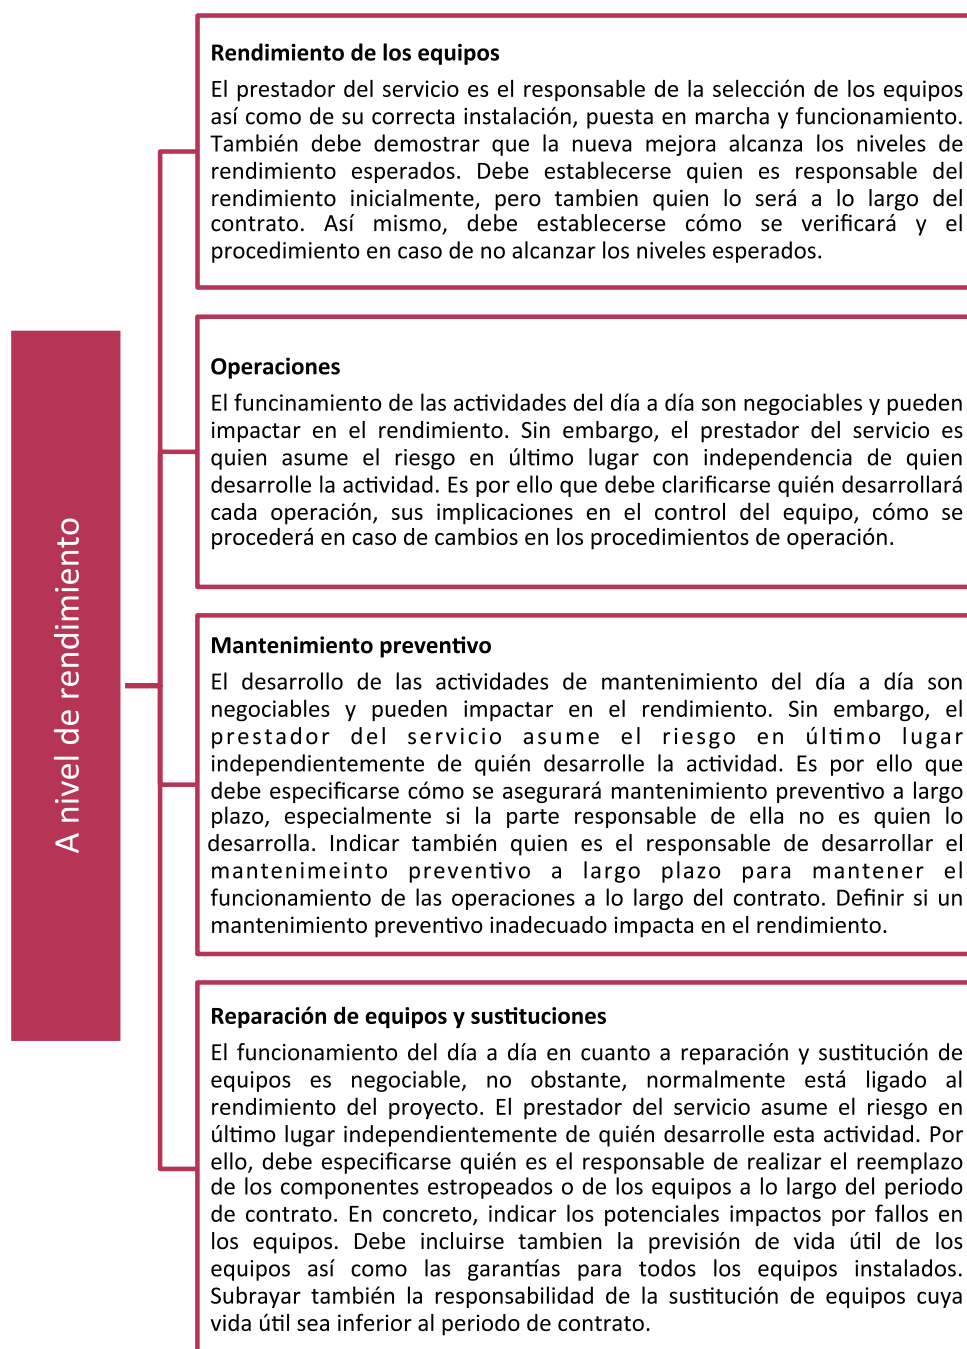 A nivel de rendimiento
Rendimiento de los equipos
El prestador del servicio es el responsable de la selección de los equipos
así como de su correcta instalación, puesta en marcha y funcionamiento.
También debe demostrar que la nueva mejora alcanza los niveles de
rendimiento esperados. Debe establecerse quien es responsable del
rendimiento inicialmente, pero tambien quien lo será a lo largo del
contrato. Así mismo, debe establecerse cómo se verificará y el
procedimiento en caso de no alcanzar los niveles esperados.
Operaciones
El funcinamiento de las actividades del día a día son negociables y pueden
impactar en el rendimiento. Sin embargo, el prestador del servicio es
quien asume el riesgo en último lugar con independencia de quien
desarrolle la actividad. Es por ello que debe clarificarse quién desarrollará
cada operación, sus implicaciones en el control del equipo, cómo se
procederá en caso de cambios en los procedimientos de operación.
Mantenimiento preventivo
El desarrollo de las actividades de mantenimiento del día a día son
negociables y pueden impactar en el rendimiento. Sin embargo, el
prestador del servicio asume el riesgo en último lugar
independientemente de quién desarrolle la actividad. Es por ello que
debe especificarse cómo se asegurará mantenimiento preventivo a largo
plazo, especialmente si la parte responsable de ella no es quien lo
desarrolla. Indicar también quien es el responsable de desarrollar el
mantenimeinto preventivo a largo plazo para mantener el
funcionamiento de las operaciones a lo largo del contrato. Definir si un
mantenimiento preventivo inadecuado impacta en el rendimiento.
Reparación de equipos y sustituciones
El funcionamiento del día a día en cuanto a reparación y sustitución de
equipos es negociable, no obstante, normalmente está ligado al
rendimiento del proyecto. El prestador del servicio asume el riesgo en
último lugar independientemente de quién desarrolle esta actividad. Por
ello, debe especificarse quién es el responsable de realizar el reemplazo
de los componentes estropeados o de los equipos a lo largo del periodo
de contrato. En concreto, indicar los potenciales impactos por fallos en
los equipos. Debe incluirse tambien la previsión de vida útil de los
equipos así como las garantías para todos los equipos instalados.
Subrayar también la responsabilidad de la sustitución de equipos cuya
vida útil sea inferior al periodo de contrato.